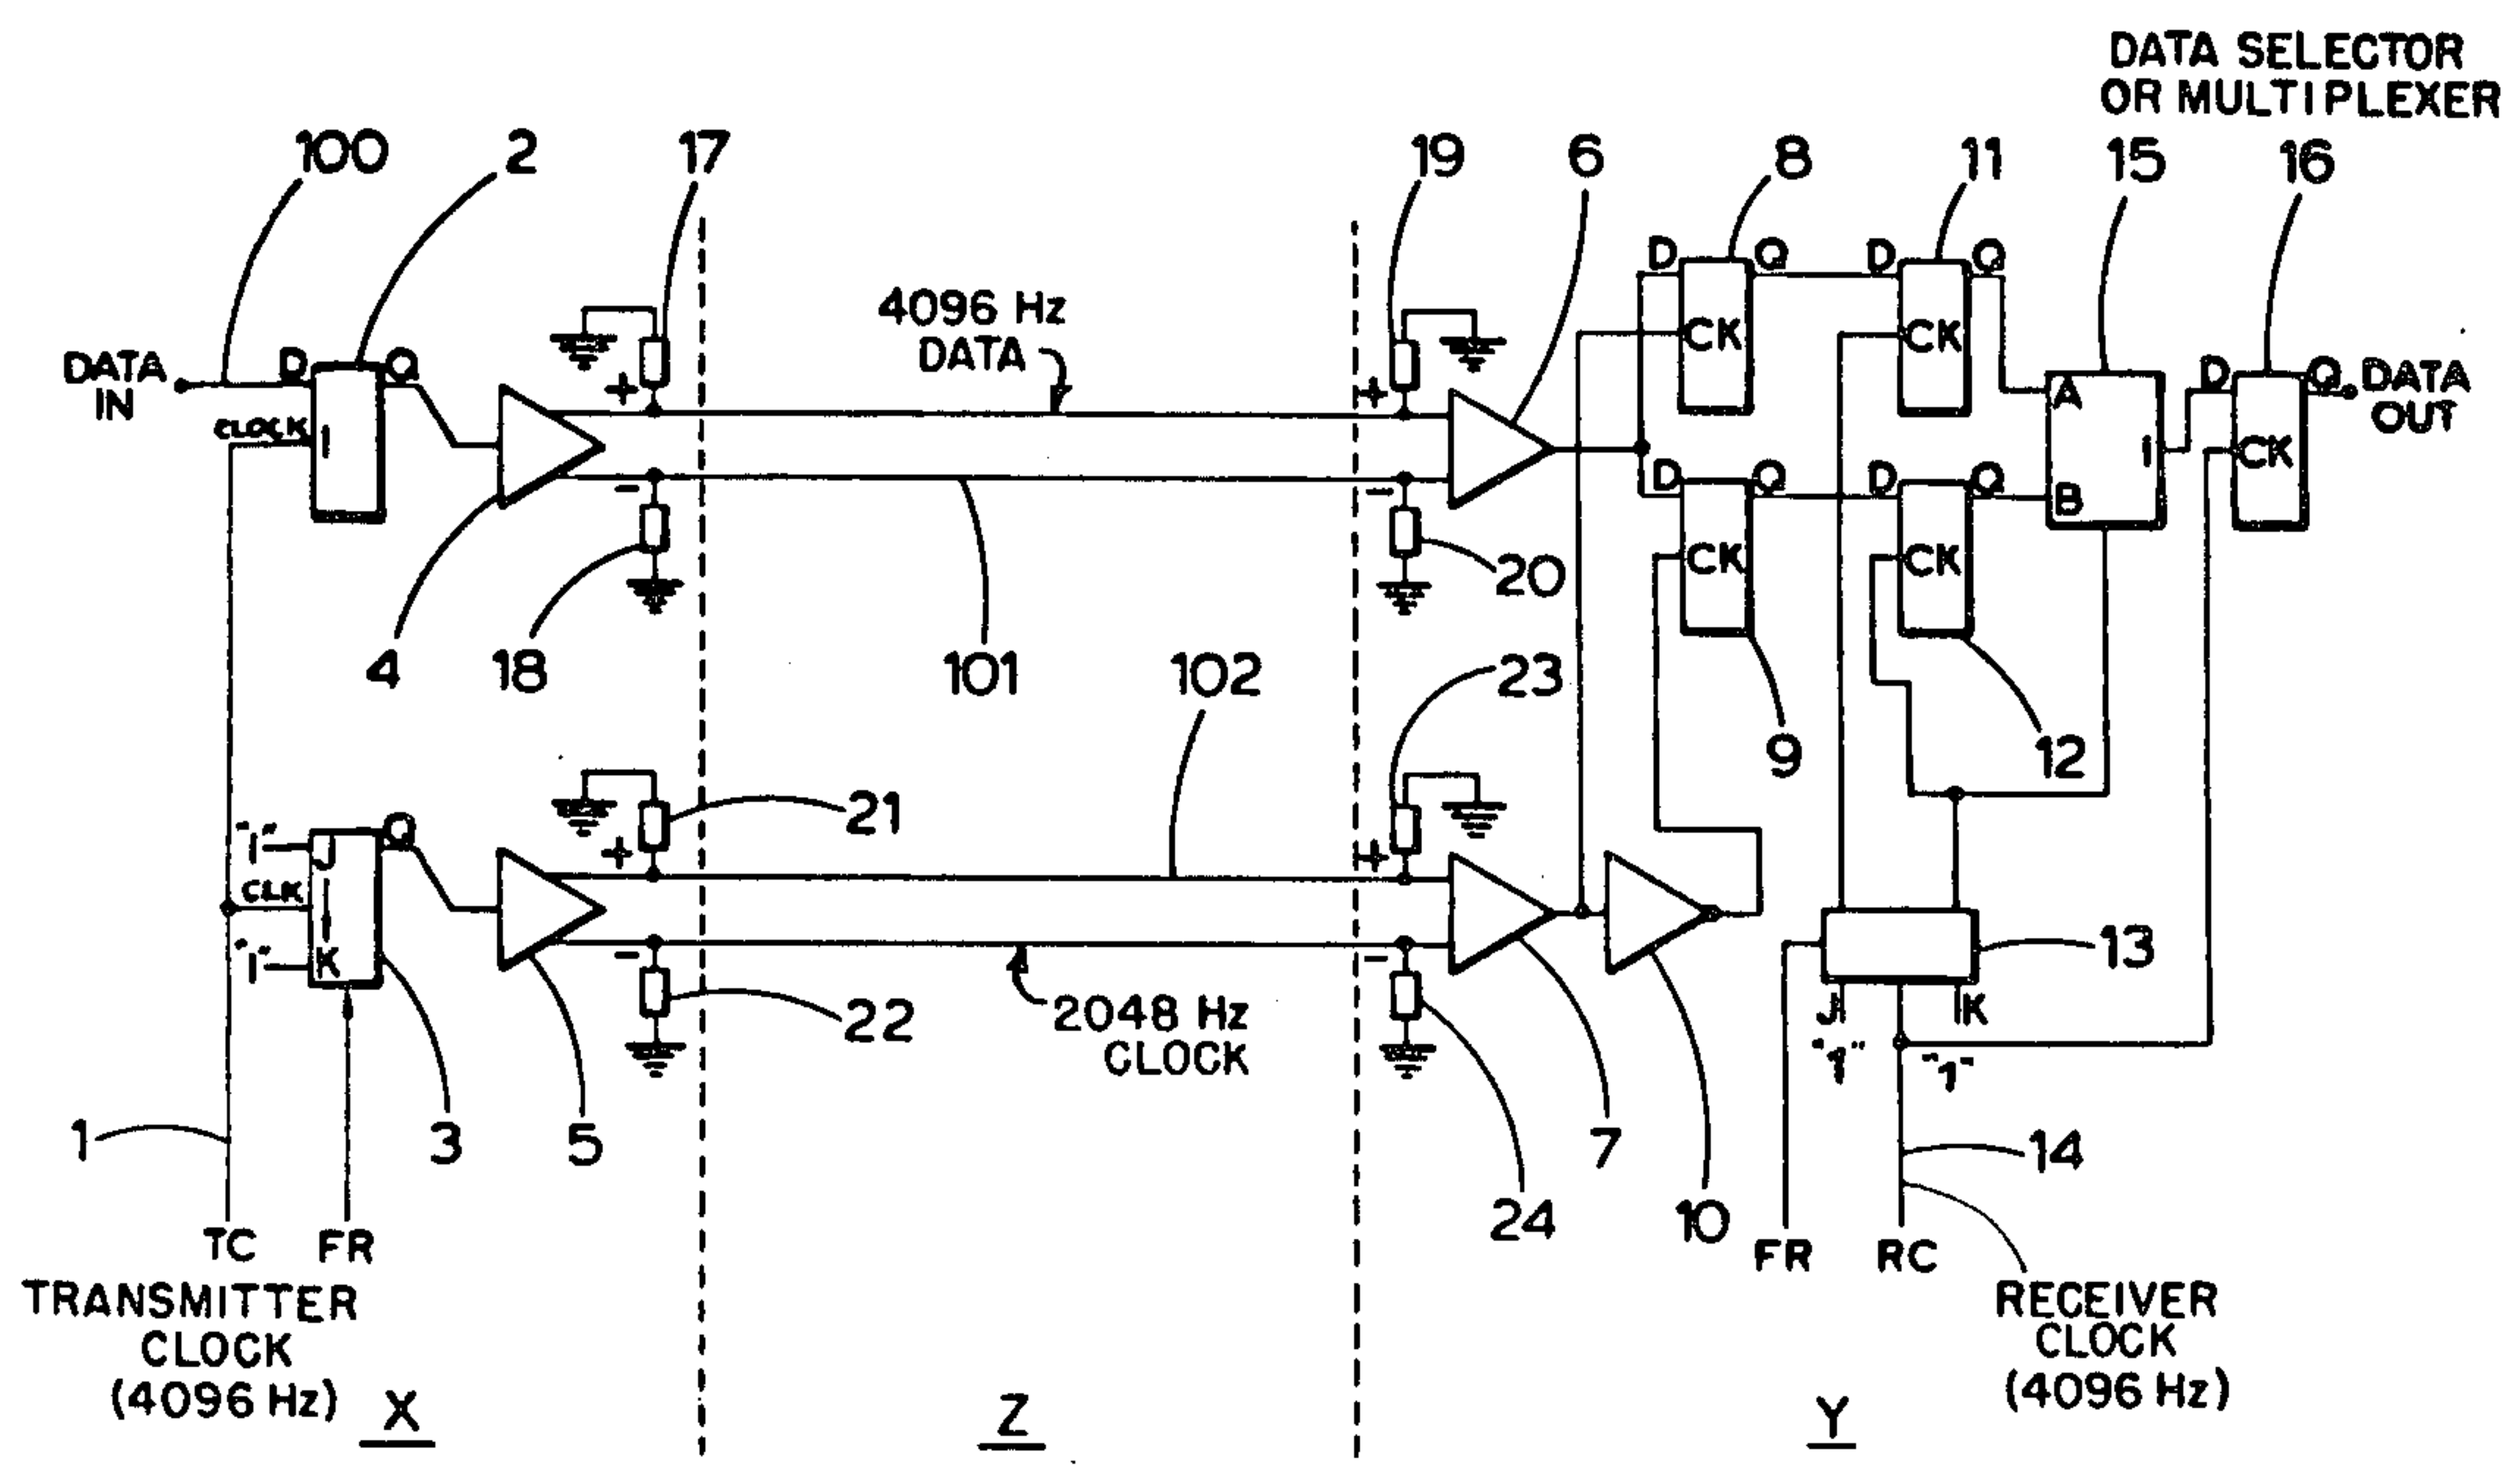 DATA SELECTOR
OR MULTIPLEXER
100
2
17
19
6
8
11
15
16
DATA
IN
D
Q
CLOCK
4096 Hz
DATA
+
-
+
-
D
Q
CK
D
Q
CK
D
Q
CK
D
Q
CK
A
B
1
D
Q
CK
DATA
OUT
4
18
101
102
20
23
9
12
"1"
J
Q
CLK
"1"
K
+
-
21
22
+
-
2048 Hz
CLOCK
13
J
K
"1"
"1"
1
3
5
7
24
10
14
TC
FR
FR
RC
TRANSMITTER
CLOCK
(4096 Hz)
RECEIVER
CLOCK
(4096 Hz)
X
Z
Y